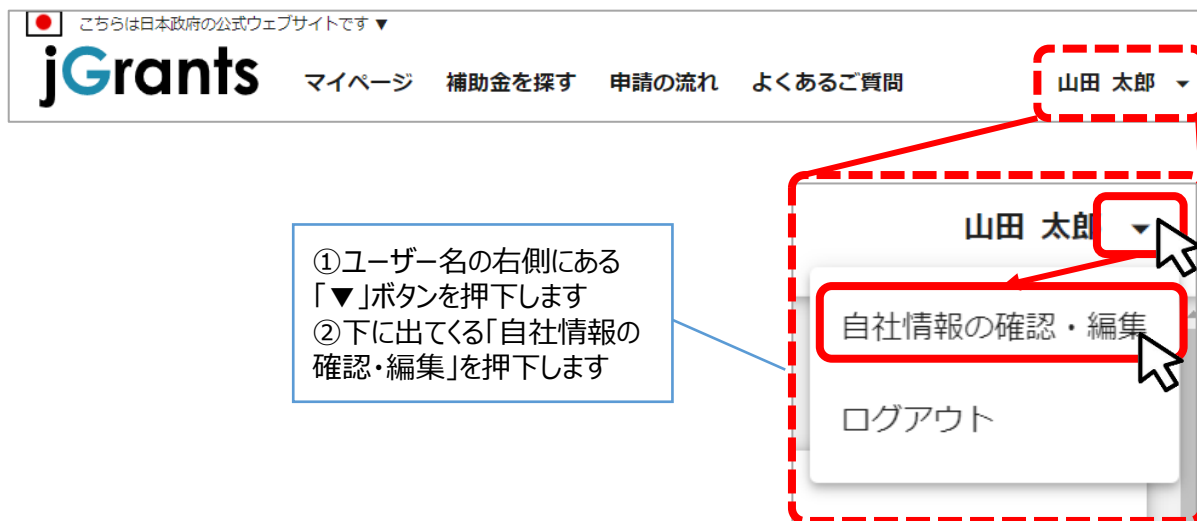 こちらは日本政府の公式ウェブサイトです ▼
jGrants マイページ 補助金を探す 申請の流れ よくあるご質問 山田 太郎 ▼
山田 太郎 ▼
①ユーザー名の右側にある
「▼」ボタンを押下します
②下に出てくる「自社情報の
確認・編集」を押下します
自社情報の確認・編集
ログアウト